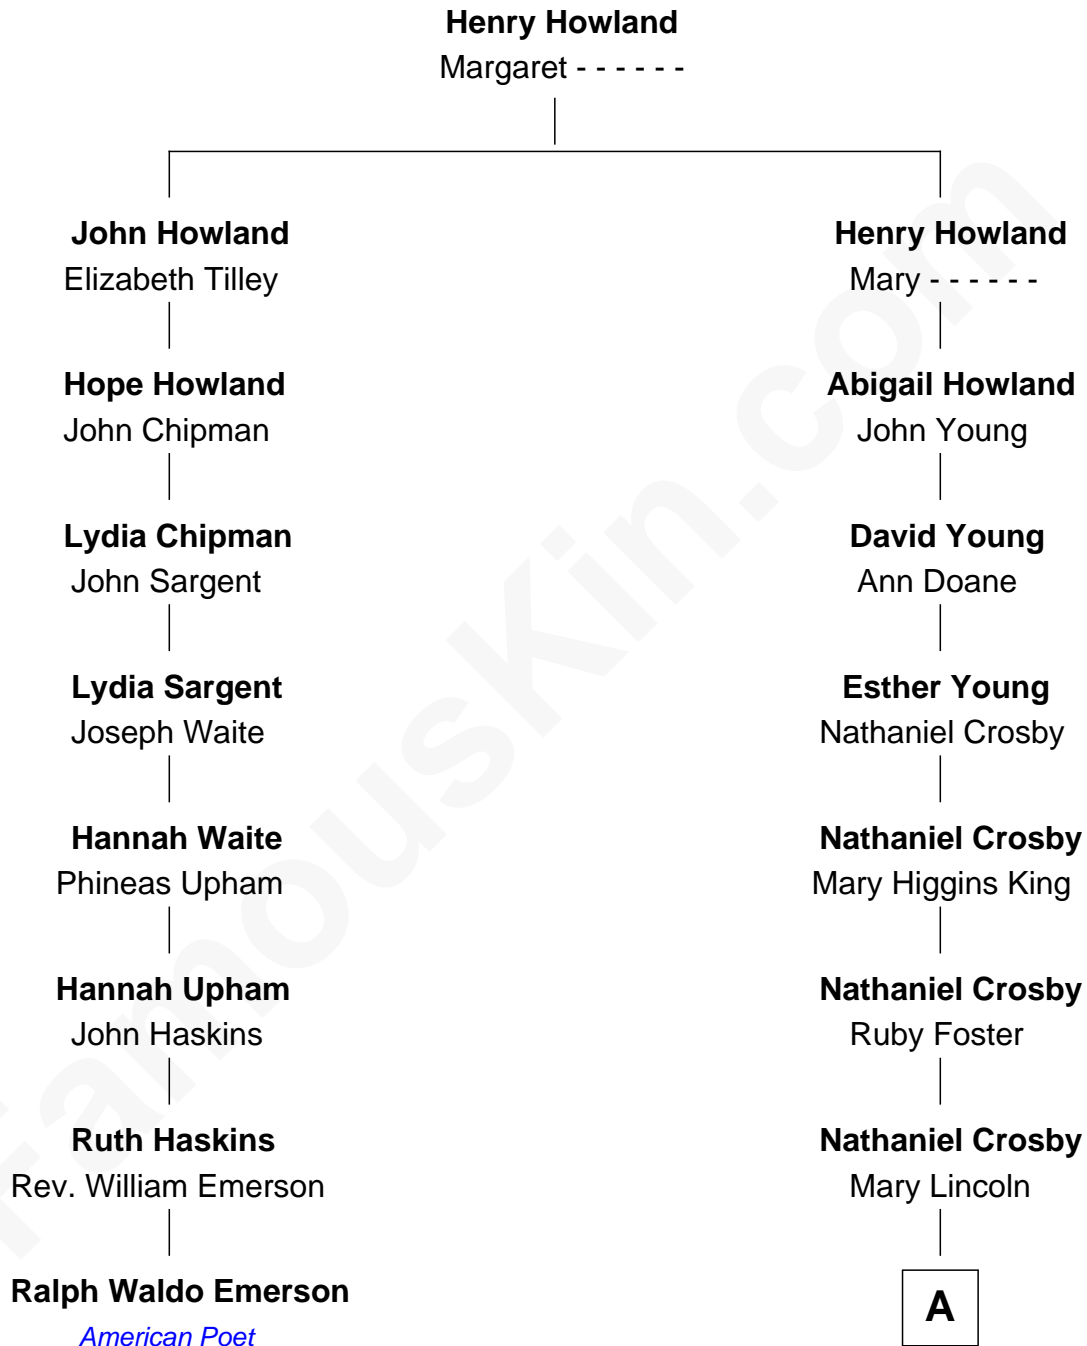 Henry Howland
Margaret - - - - - -
John Howland
Elizabeth Tilley
Henry Howland
Mary - - - - - -
Hope Howland
John Chipman
Abigail Howland
John Young
Lydia Chipman
John Sargent
David Young
Ann Doane
Lydia Sargent
Joseph Waite
Esther Young
Nathaniel Crosby
Hannah Waite
Phineas Upham
Nathaniel Crosby
Mary Higgins King
Hannah Upham
John Haskins
Nathaniel Crosby
Ruby Foster
Ruth Haskins
Rev. William Emerson
Nathaniel Crosby
Mary Lincoln
Ralph Waldo Emerson
American Poet
A
FamousKin.com